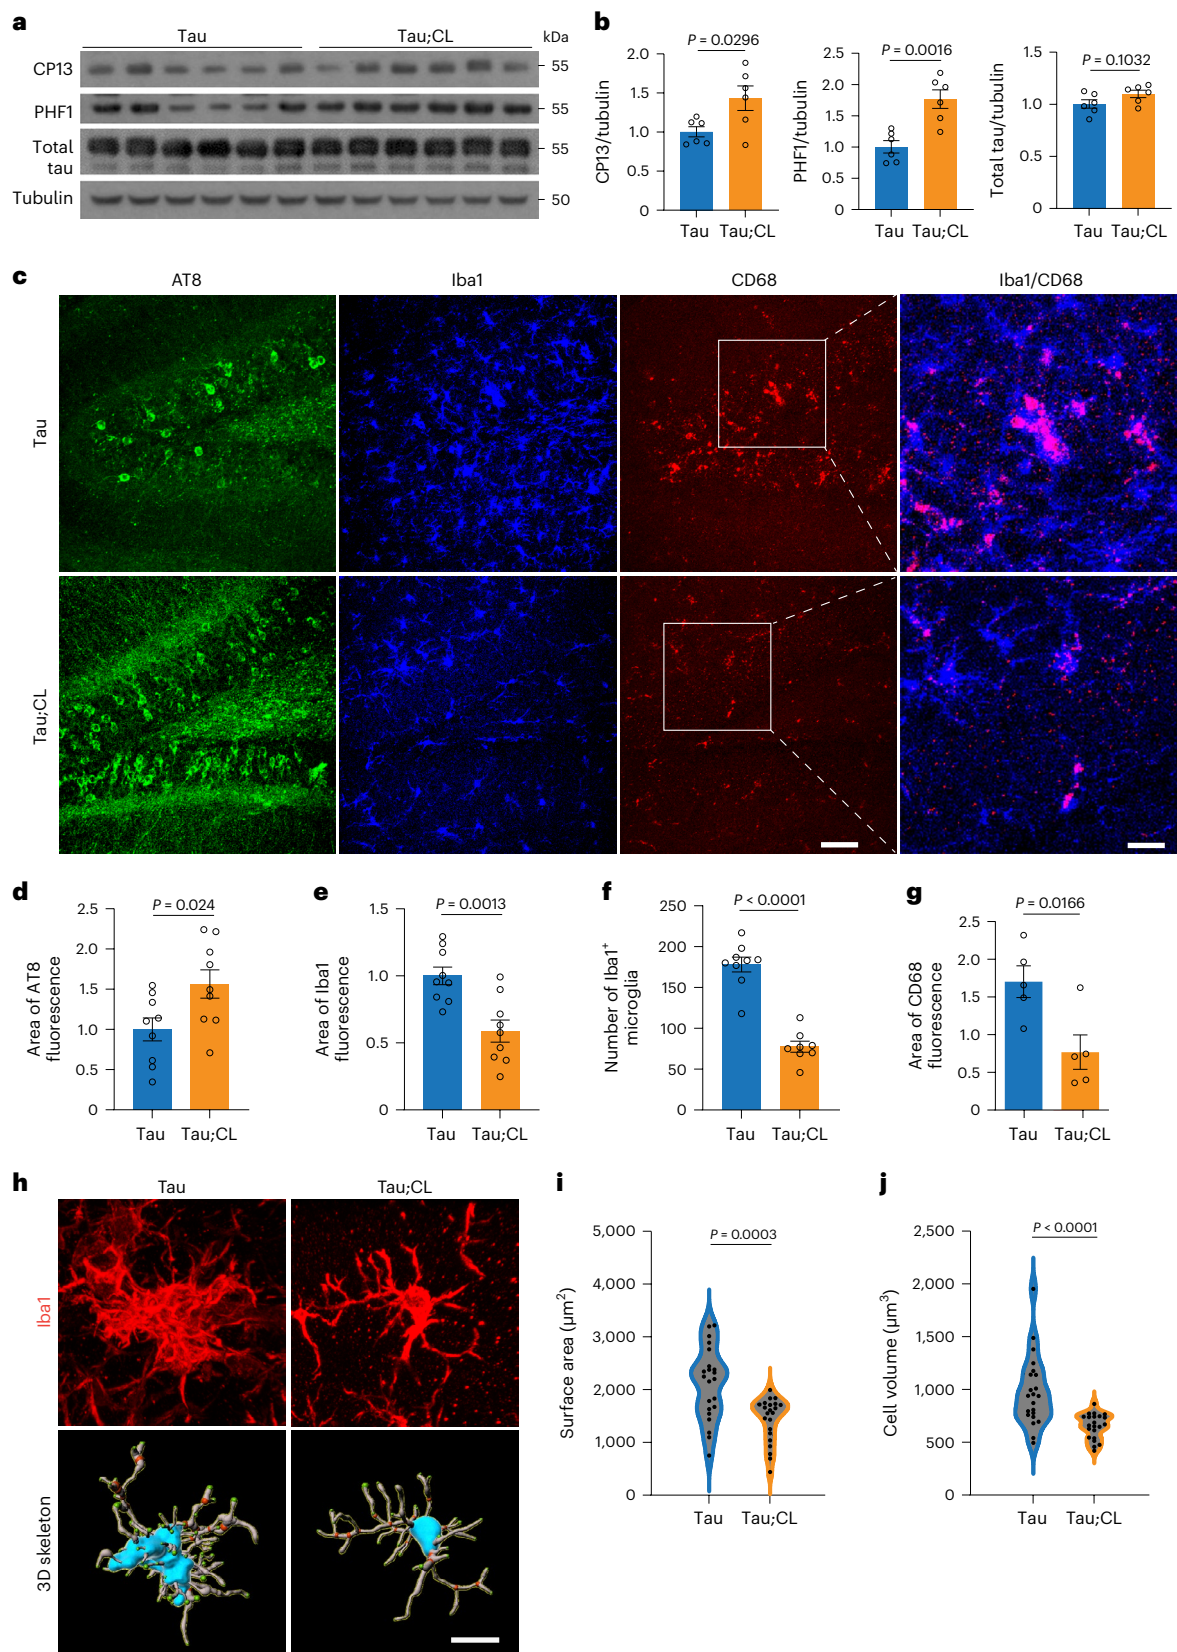 a
Tau
Tau;CL
kDa
CP13
55
PHF1
55
Total
tau
55
Tubulin
50
b
P = 0.0296
2.0
1.5
1.0
0.5
0
CP13/tubulin
Tau Tau;CL
P = 0.0016
2.5
2.0
1.5
1.0
0.5
0
PHF1/tubulin
Tau Tau;CL
P = 0.1032
1.5
1.0
0.5
0
Total tau/tubulin
Tau Tau;CL
c
AT8
Iba1
CD68
Iba1/CD68
Tau
Tau;CL
d
P = 0.024
2.5
2.0
1.5
1.0
0.5
0
Area of AT8
fluorescence
Tau Tau;CL
e
P = 0.0013
1.5
1.0
0.5
0
Area of Iba1
fluorescence
Tau Tau;CL
f
P < 0.0001
250
200
150
100
50
0
Number of Iba1+
microglia
Tau Tau;CL
g
P = 0.0166
2.5
2.0
1.5
1.0
0.5
0
Area of CD68
fluorescence
Tau Tau;CL
h
Tau
Tau;CL
Iba1
3D skeleton
i
P = 0.0003
5,000
4,000
3,000
2,000
1,000
0
Surface area (µm2)
Tau Tau;CL
j
P < 0.0001
2,500
2,000
1,500
1,000
500
0
Cell volume (µm3)
Tau Tau;CL